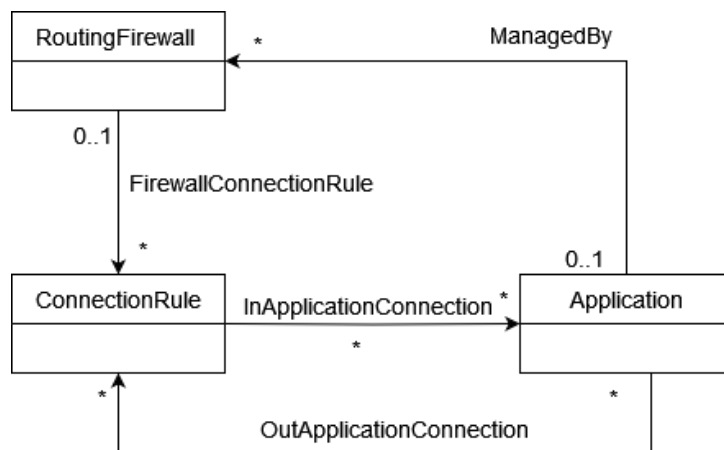 RoutingFirewall
*
ManagedBy
0..1
FirewallConnectionRule
*
0..1
ConnectionRule
InApplicationConnection
*
Application
*
*
*
OutApplicationConnection